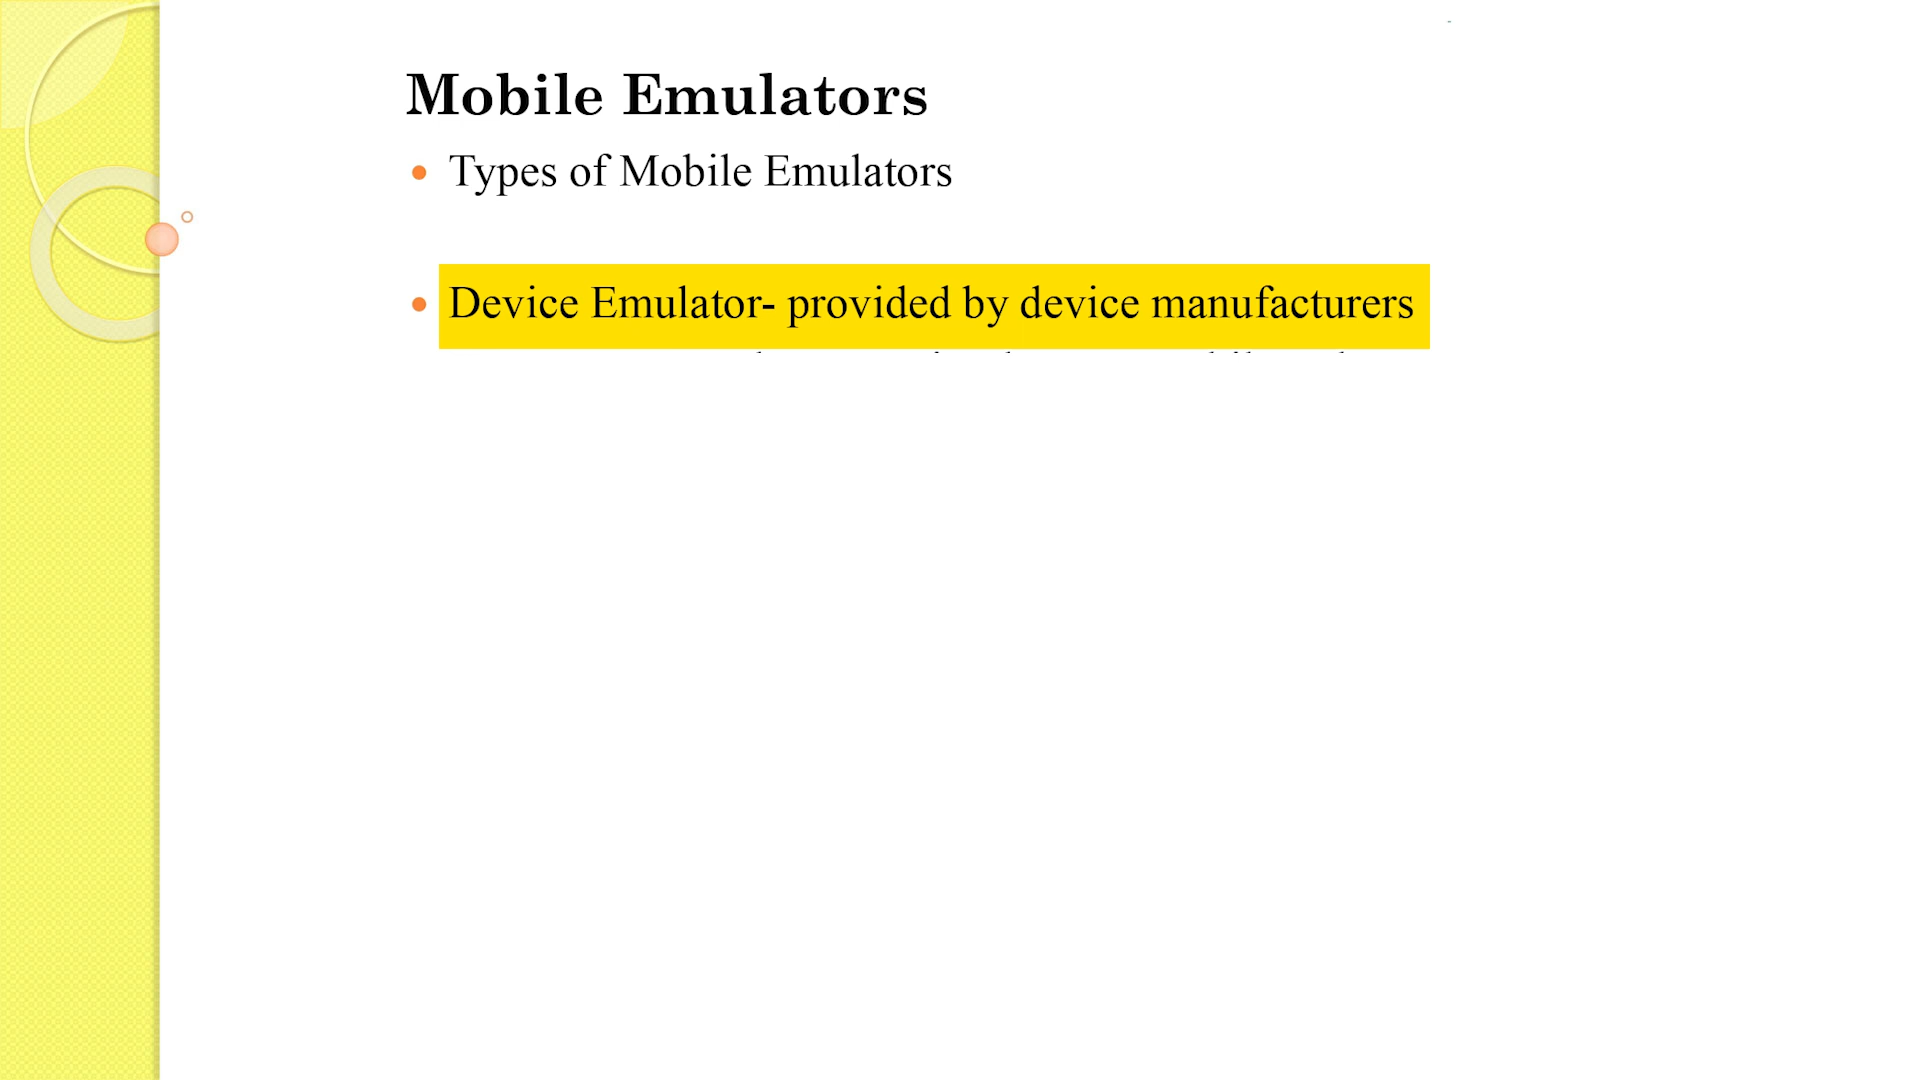 Mobile Emulators
Types of Mobile Emulators
Device Emulator- provided by device manufacturers